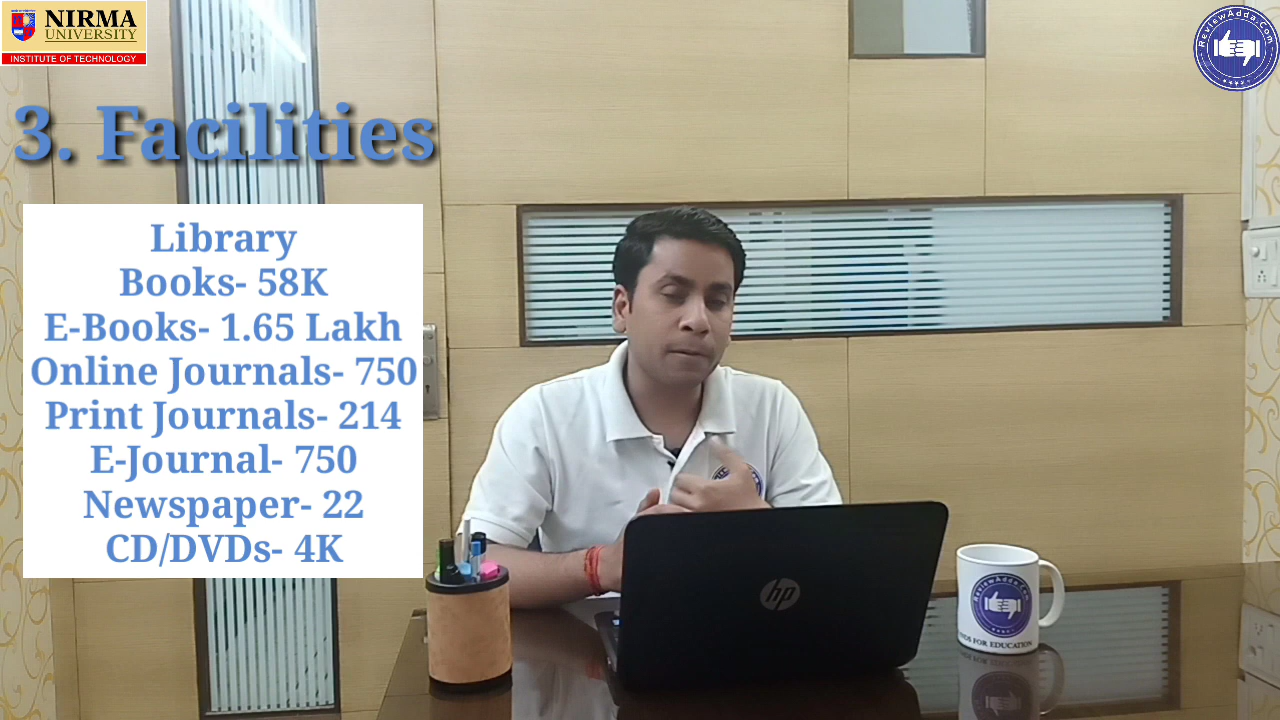 NIRMA
UNIVERSITY
INSTITUTE OF TECHNOLOGY
ReviewAdda.Com
3. Facilities
Library
Books- 58K
E-Books- 1.65 Lakh
Online Journals- 750
Print Journals- 214
E-Journal- 750
Newspaper- 22
CD/DVDs- 4K
hp
ReviewAdda.Com
FOR EDUCATION